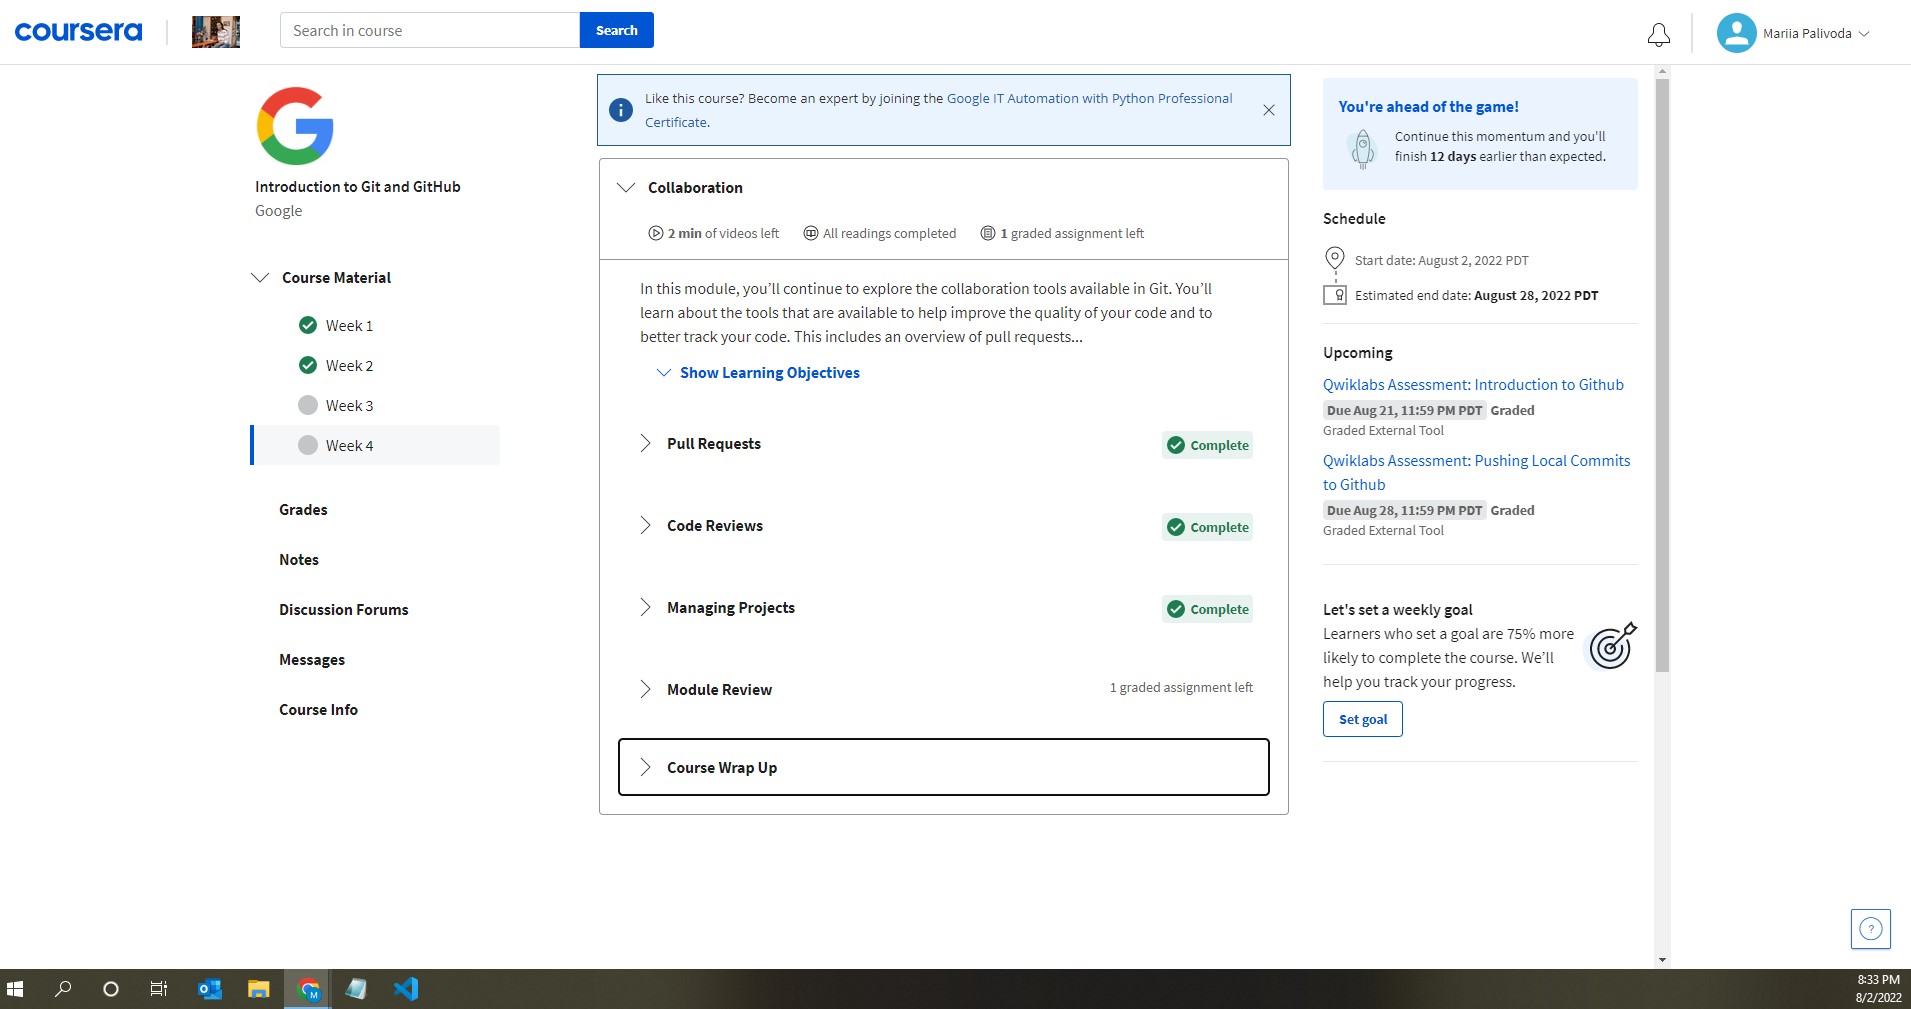 coursera
Search in course
Search
Mariia Palivoda
Introduction to Git and GitHub
Google
Course Material
Week 1
Week 2
Week 3
Week 4
Grades
Notes
Discussion Forums
Messages
Course Info
Like this course? Become an expert by joining the Google IT Automation with Python Professional
Certificate.
Collaboration
2 min of videos left
All readings completed
1 graded assignment left
In this module, you’ll continue to explore the collaboration tools available in Git. You’ll
learn about the tools that are available to help improve the quality of your code and to
better track your code. This includes an overview of pull requests...
Show Learning Objectives
Pull Requests
Complete
Code Reviews
Complete
Managing Projects
Complete
Module Review
1 graded assignment left
Course Wrap Up
You're ahead of the game!
Continue this momentum and you'll
finish 12 days earlier than expected.
Schedule
Start date: August 2, 2022 PDT
Estimated end date: August 28, 2022 PDT
Upcoming
Qwiklabs Assessment: Introduction to Github
Due Aug 21, 11:59 PM PDT Graded
Graded External Tool
Qwiklabs Assessment: Pushing Local Commits
to Github
Due Aug 28, 11:59 PM PDT Graded
Graded External Tool
Let's set a weekly goal
Learners who set a goal are 75% more
likely to complete the course. We’ll
help you track your progress.
Set goal
?
M
8:33 PM
8/2/2022